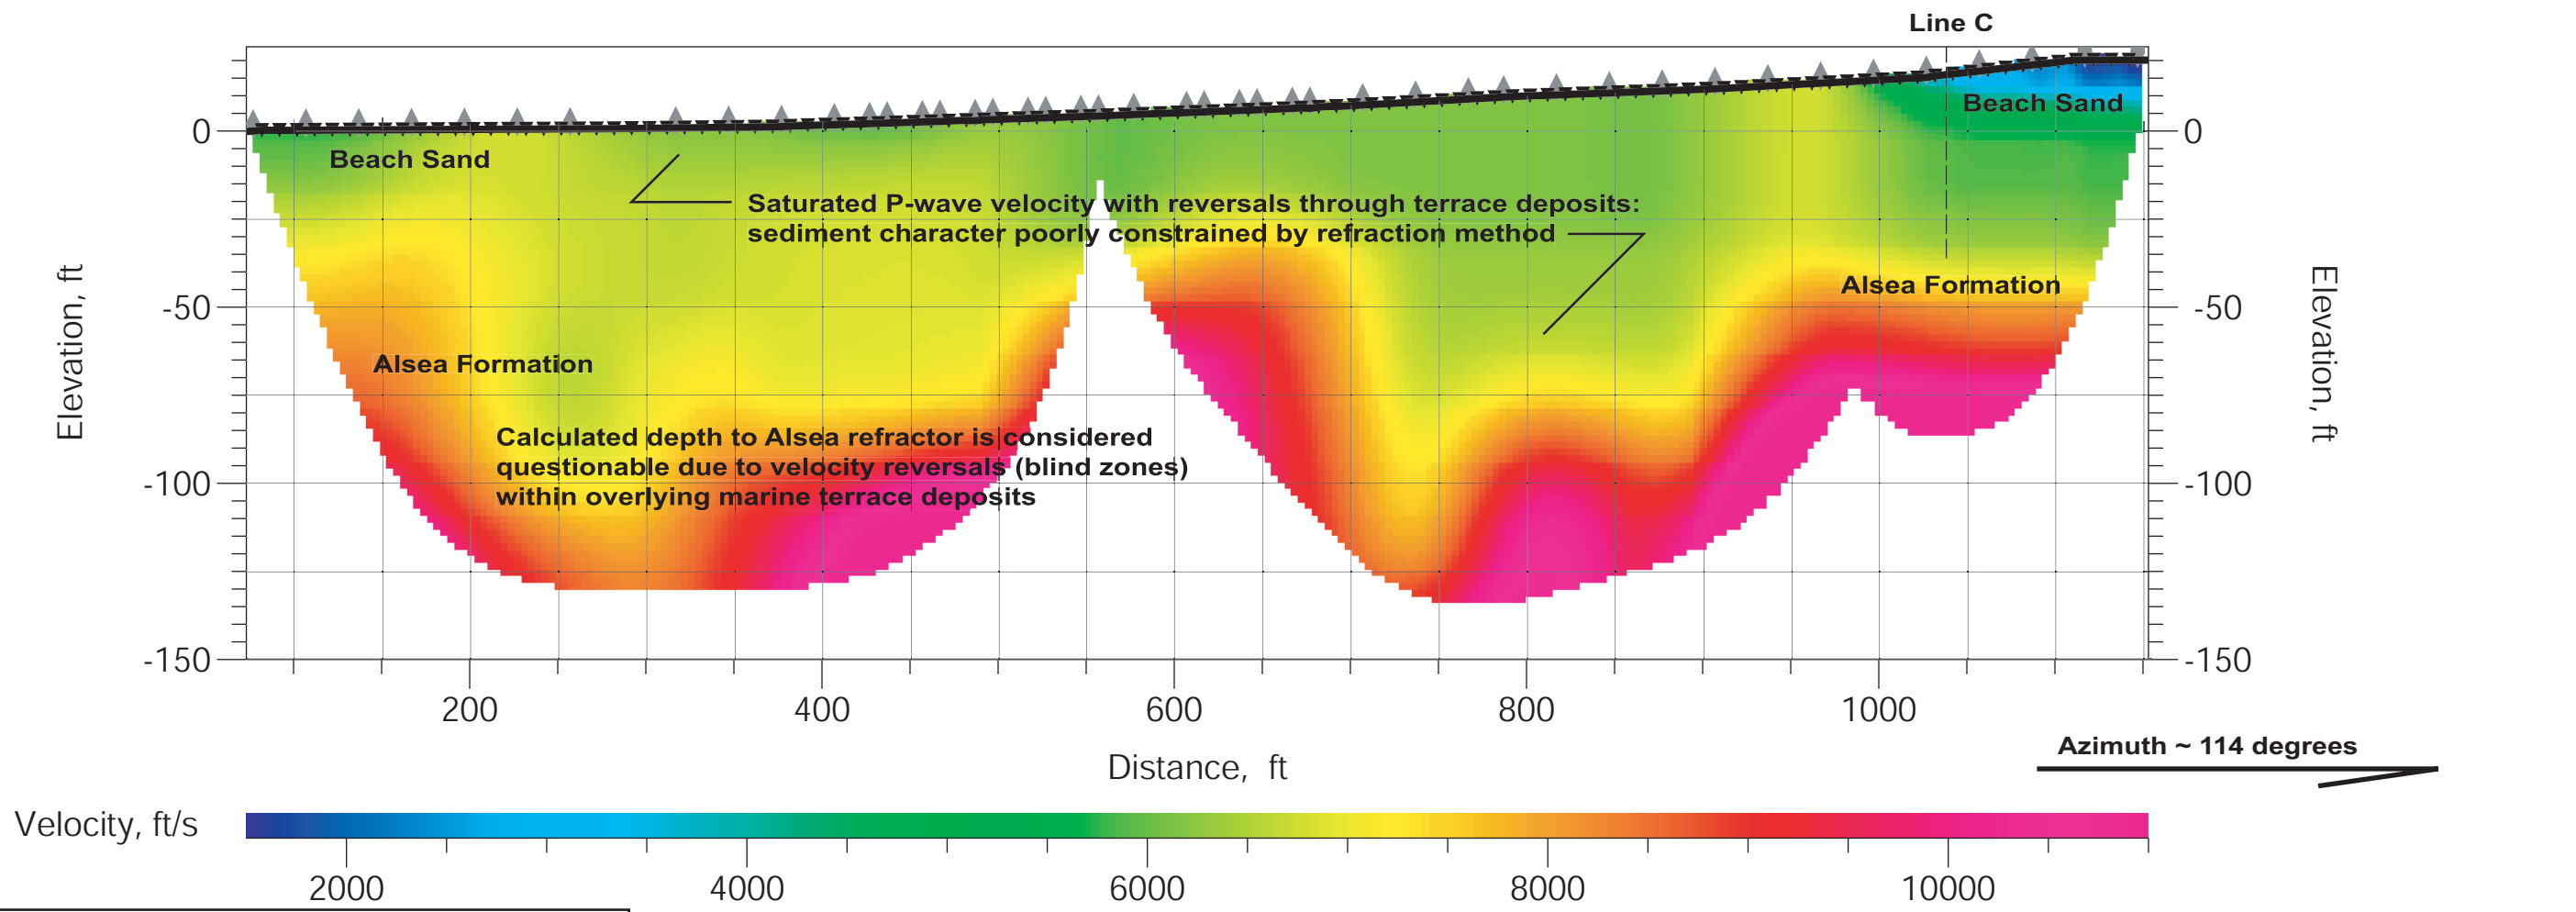 Line C
0
-50
-100
-150
Elevation, ft
0
-50
-100
-150
Elevation, ft
Beach Sand
Beach Sand
Saturated P-wave velocity with reversals through terrace deposits:
sediment character poorly constrained by refraction method
Alsea Formation
Alsea Formation
Calculated depth to Alsea refractor is considered
questionable due to velocity reversals (blind zones)
within overlying marine terrace deposits
200 400 600 800 1000
Distance, ft
Azimuth ~ 114 degrees
Velocity, ft/s
2000 4000 6000 8000 10000